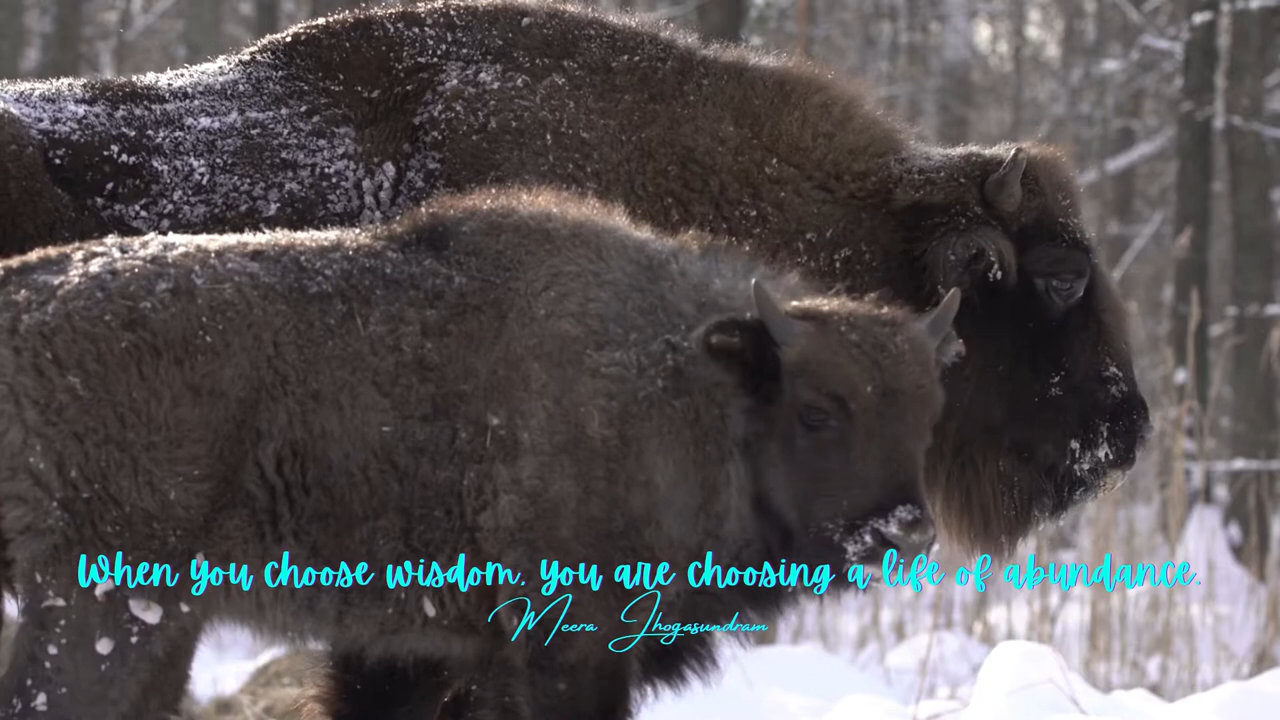 When you choose wisdom, you are choosing a life of abundance.
Meera Jhogasundram